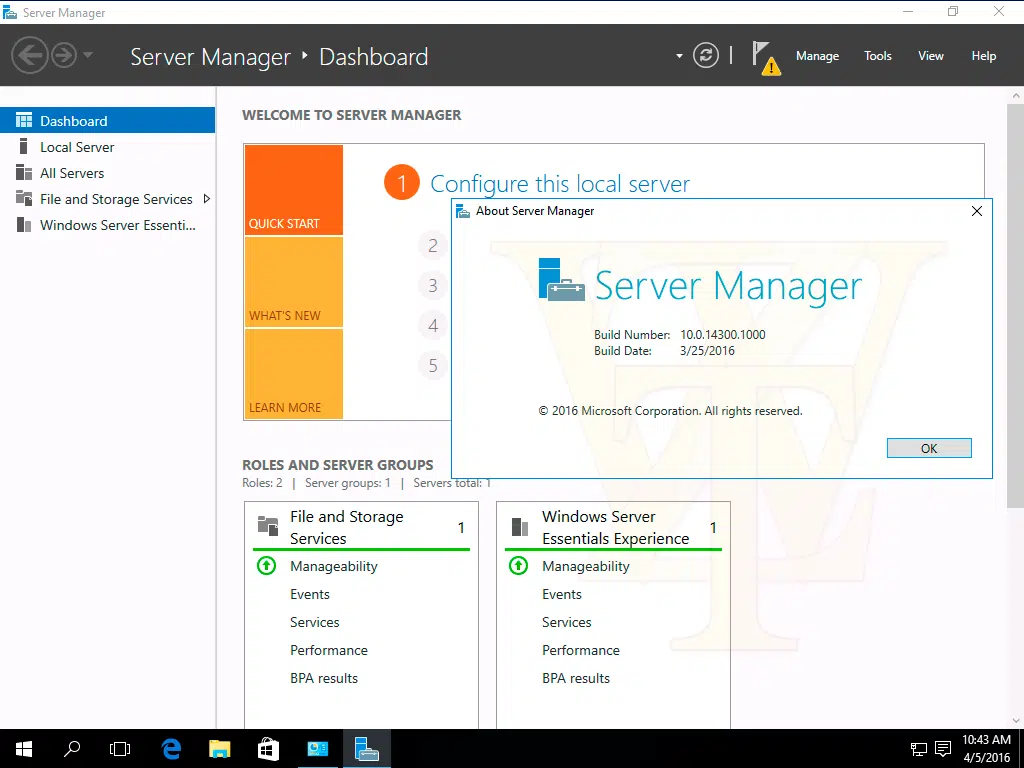 Server Manager
Server Manager ‣ Dashboard
Manage Tools View Help
Dashboard
Local Server
All Servers
File and Storage Services
Windows Server Essenti...
WELCOME TO SERVER MANAGER
QUICK START
WHAT'S NEW
LEARN MORE
1 Configure this local server
2
3
4
5
About Server Manager
Server Manager
Build Number: 10.0.14300.1000
Build Date: 3/25/2016
© 2016 Microsoft Corporation. All rights reserved.
OK
ROLES AND SERVER GROUPS
Roles: 2 | Server groups: 1 | Servers total: 1
File and Storage
Services
1
Manageability
Events
Services
Performance
BPA results
Windows Server
Essentials Experience
1
Manageability
Events
Services
Performance
BPA results
10:43 AM
4/5/2016